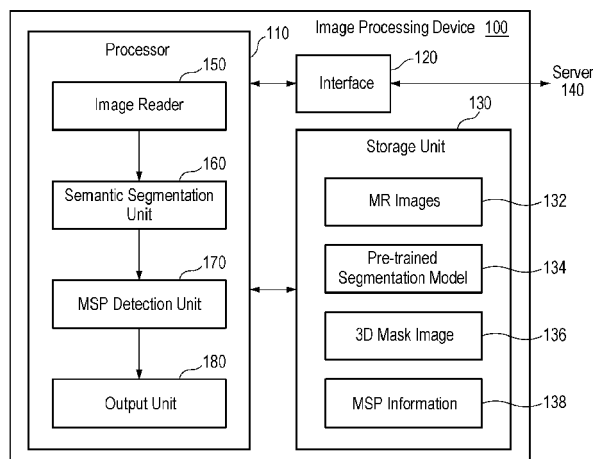 Image Processing Device 100
Processor
110
150
Image Reader
160
Semantic Segmentation
Unit
170
MSP Detection Unit
180
Output Unit
120
Interface
Server
140
130
Storage Unit
MR Images
132
Pre-trained
Segmentation Model
134
3D Mask Image
136
MSP Information
138